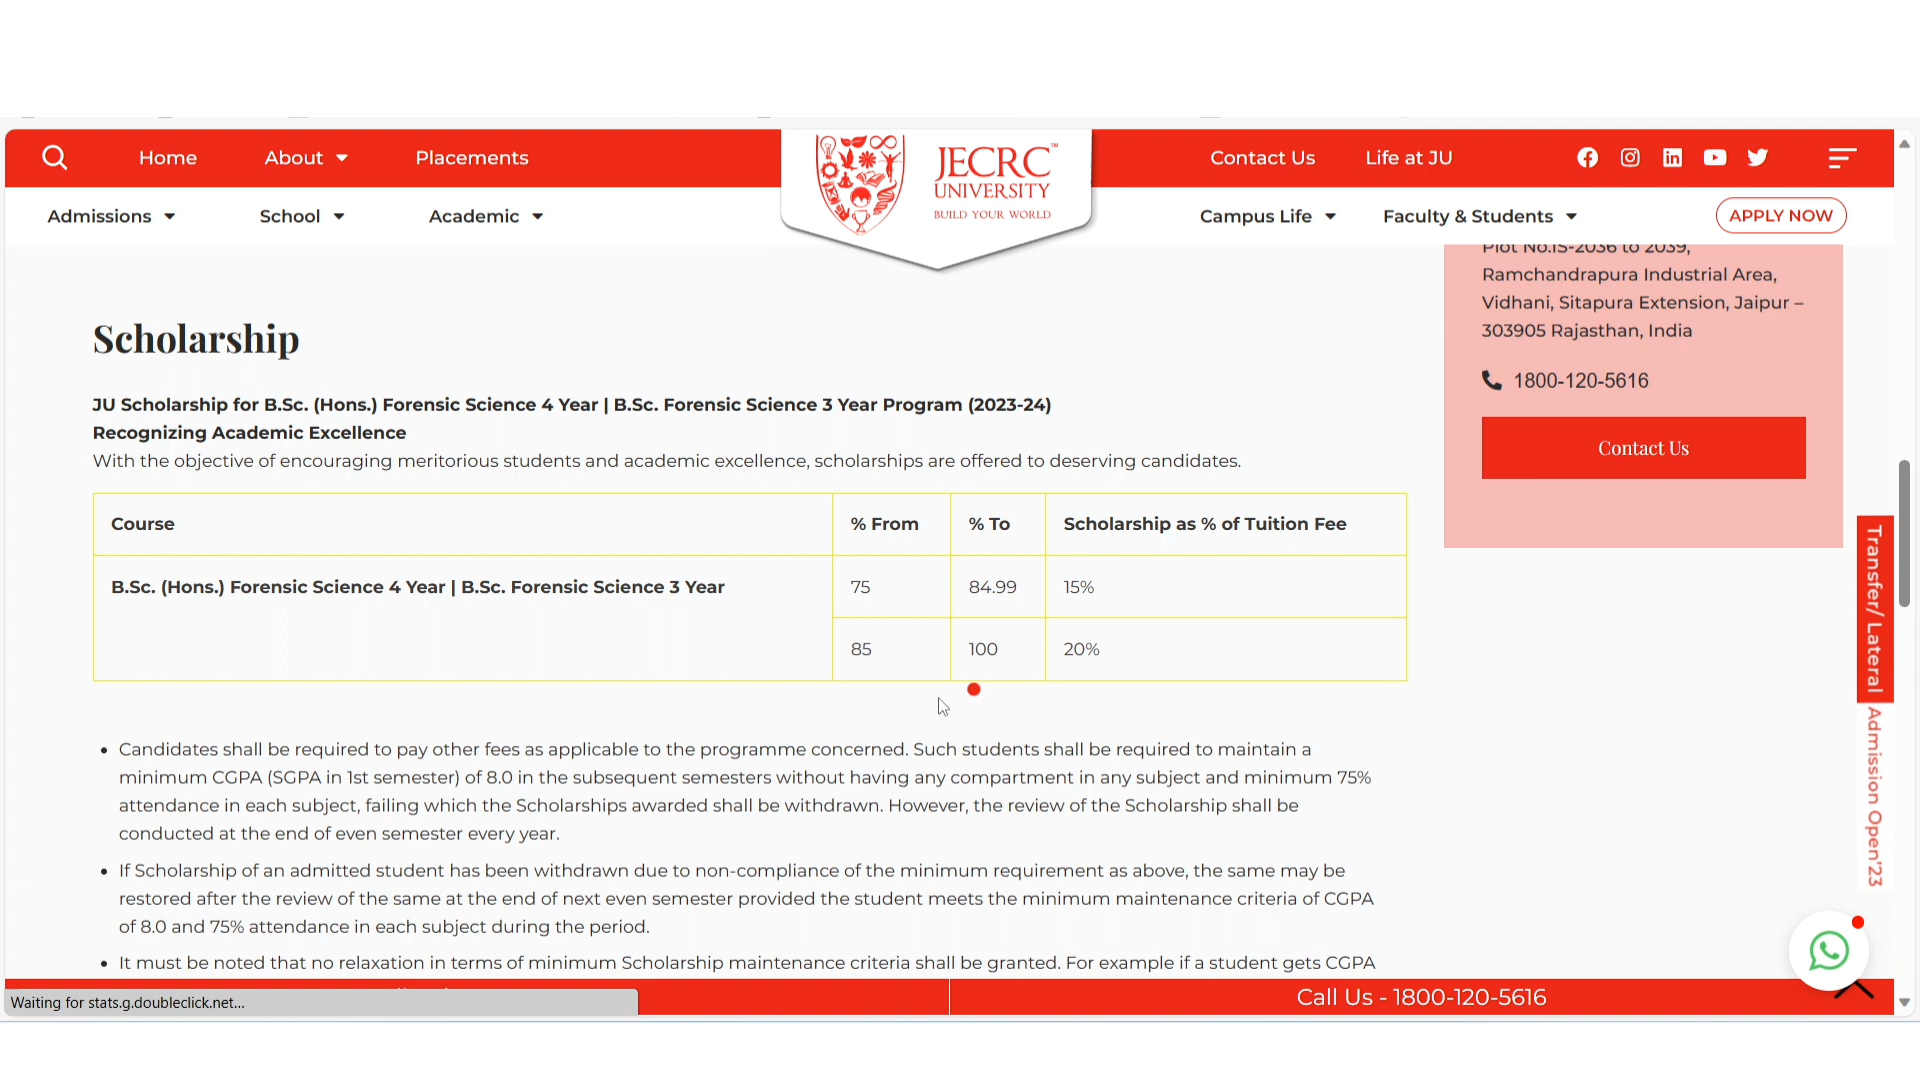 Home
About
Placements
JECRC™
UNIVERSITY
BUILD YOUR WORLD
Contact Us
Life at JU
Admissions
School
Academic
Campus Life
Faculty & Students
APPLY NOW
Plot No.IS-2036 to 2039,
Ramchandrapura Industrial Area,
Vidhani, Sitapura Extension, Jaipur –
303905 Rajasthan, India
1800-120-5616
Contact Us
Scholarship
JU Scholarship for B.Sc. (Hons.) Forensic Science 4 Year | B.Sc. Forensic Science 3 Year Program (2023-24)
Recognizing Academic Excellence
With the objective of encouraging meritorious students and academic excellence, scholarships are offered to deserving candidates.
Course % From % To Scholarship as % of Tuition Fee
B.Sc. (Hons.) Forensic Science 4 Year | B.Sc. Forensic Science 3 Year 75 84.99 15%
85 100 20%
Candidates shall be required to pay other fees as applicable to the programme concerned. Such students shall be required to maintain a
minimum CGPA (SGPA in 1st semester) of 8.0 in the subsequent semesters without having any compartment in any subject and minimum 75%
attendance in each subject, failing which the Scholarships awarded shall be withdrawn. However, the review of the Scholarship shall be
conducted at the end of even semester every year.
If Scholarship of an admitted student has been withdrawn due to non-compliance of the minimum requirement as above, the same may be
restored after the review of the same at the end of next even semester provided the student meets the minimum maintenance criteria of CGPA
of 8.0 and 75% attendance in each subject during the period.
It must be noted that no relaxation in terms of minimum Scholarship maintenance criteria shall be granted. For example if a student gets CGPA
Transfer/ Lateral
Admission Open'23
Waiting for stats.g.doubleclick.net...
Call Us - 1800-120-5616